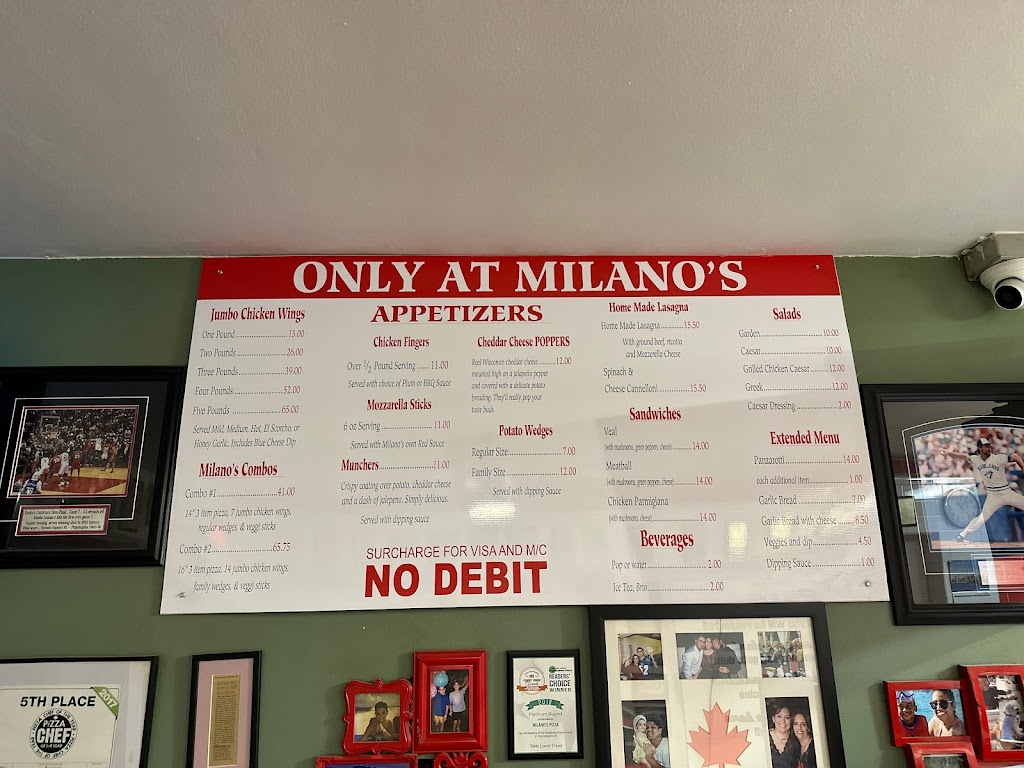 ONLY AT MILANO'S
Jumbo Chicken Wings
One Pound 13.00
Two Pounds 26.00
Three Pounds 39.00
Four Pounds 52.00
Five Pounds 65.00
Served Mild, Medium, Hot, El Scorcho, or
Honey Garlic. Includes Blue Cheese Dip
Milano's Combos
Combo #1 41.00
14" 3 item pizza, 7 jumbo chicken wings,
regular wedges, & veggi sticks
Combo #2 65.75
16" 3 item pizza, 14 jumbo chicken wings,
family wedges, & veggi sticks
APPETIZERS
Chicken Fingers
Over 1/2 Pound Serving 11.00
Served with choice of Plum or BBQ Sauce
Mozzarella Sticks
6 oz Serving 11.00
Served with Milano's own Red Sauce
Munchers 11.00
Crispy coating over potato, cheddar cheese
and a dash of Jalepeno. Simply delicious.
Served with dipping sauce
Cheddar Cheese POPPERS
Real Wisconsin cheddar cheese 12.00
mounted high on a jalapeño pepper
and covered with a delicate potato
breading. They'll really pop your
taste buds.
Potato Wedges
Regular Size 7.00
Family Size 12.00
Served with dipping Sauce
SURCHARGE FOR VISA AND M/C
NO DEBIT
Home Made Lasagna
Home Made Lasagna 15.50
With ground beef, ricotta
and Mozzerella Cheese
Spinach &
Cheese Cannelloni 15.50
Sandwiches
Veal
(with mushrooms, green peppers, cheese) 14.00
Meatball
(with mushrooms, green peppers, cheese) 14.00
Chicken Parmigiana
(with mushrooms, cheese) 14.00
Beverages
Pop or water 2.00
Ice Tea, Brio 2.00
Salads
Garden 10.00
Caesar 10.00
Grilled Chicken Caesar 12.00
Greek 12.00
Caesar Dressing 2.00
Extended Menu
Panzarotti 14.00
each additional Item 1.00
Garlic Bread 7.00
Garlic Bread with cheese 8.50
Veggies and dip 4.50
Dipping Sauce 1.00
5TH PLACE
2017
PIZZA
CHEF
OF THE YEAR
READERS'
CHOICE
WINNER
MILANO'S PIZZA
Best Local Pizza